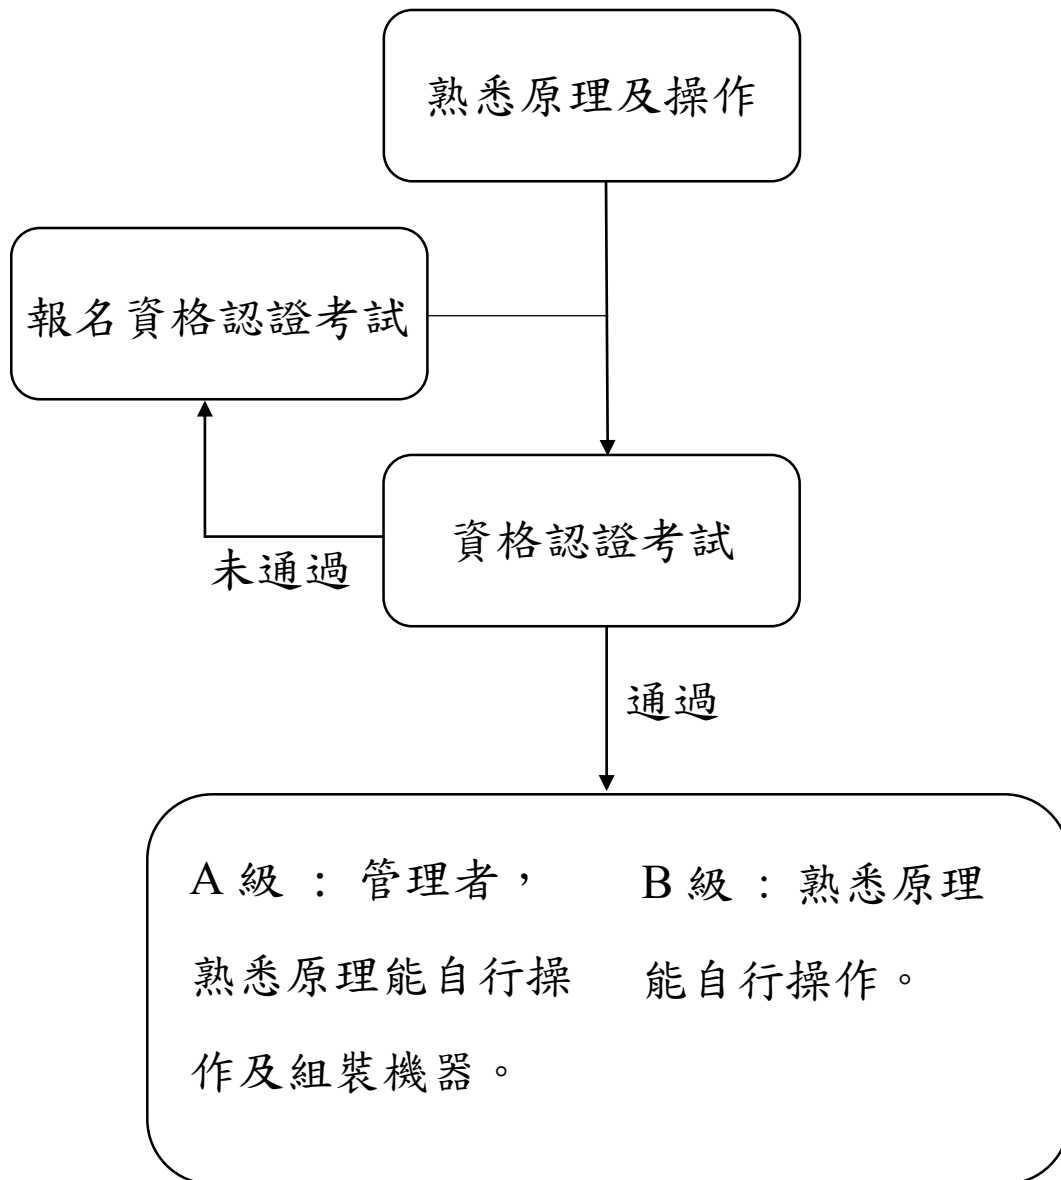 熟悉原理及操作
報名資格認證考試
資格認證考試
未通過
通過
A 級 : 管理者，
熟悉原理能自行操
作及組裝機器。
B 級 : 熟悉原理
能自行操作。